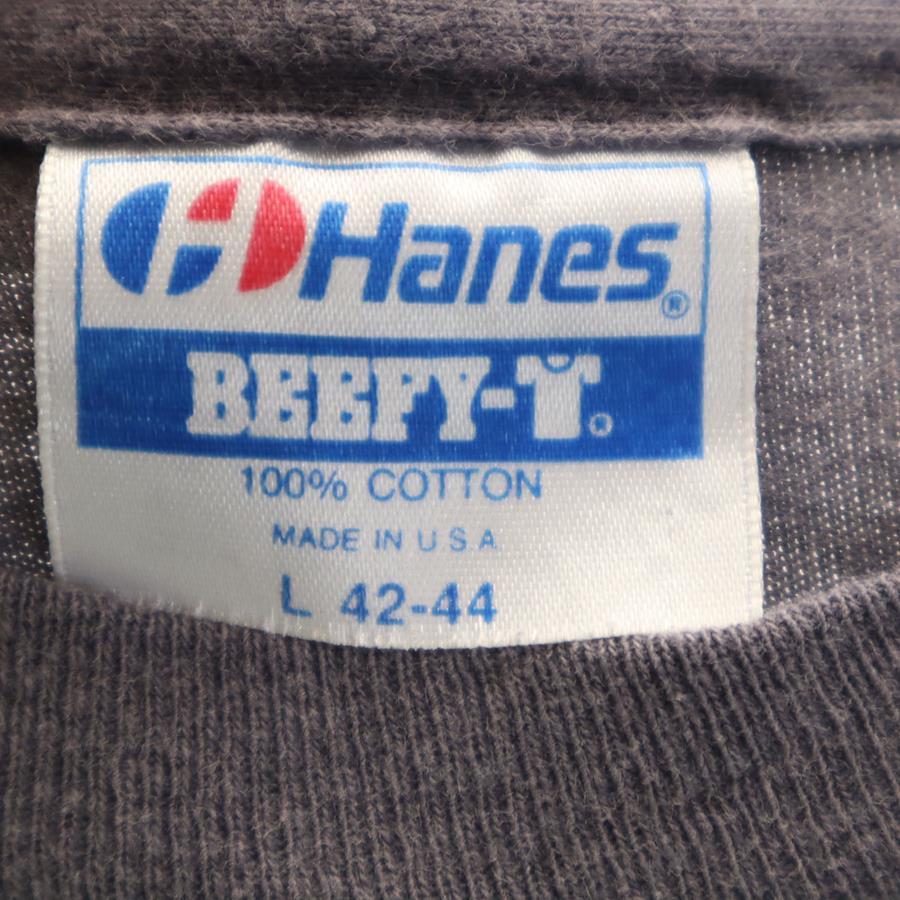 Hanes®
BEEFY-T®
100% COTTON
MADE IN U.S.A.
L 42-44